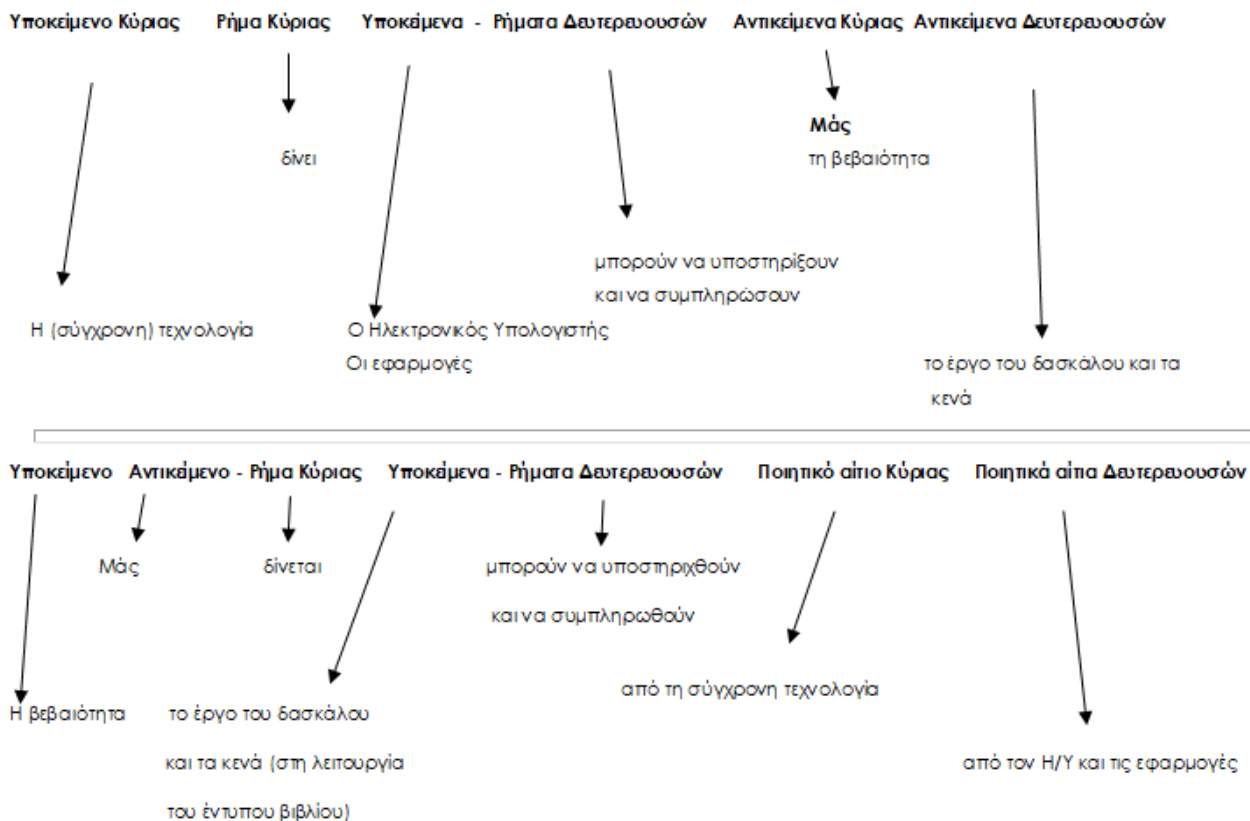 Υποκείμενο Κύριας Ρήμα Κύριας Υποκείμενα - Ρήματα Δευτερευουσών Αντικείμενα Κύριας Αντικείμενα Δευτερευουσών
Μάς
δίνει τη βεβαιότητα
μπορούν να υποστηρίξουν
και να συμπληρώσουν
Η (σύγχρονη) τεχνολογία Ο Ηλεκτρονικός Υπολογιστής
Οι εφαρμογές το έργο του δασκάλου και τα
κενά
Υποκείμενο Αντικείμενο - Ρήμα Κύριας Υποκείμενα - Ρήματα Δευτερευουσών Ποιητικό αίτιο Κύριας Ποιητικά αίτια Δευτερευουσών
Μάς δίνεται μπορούν να υποστηριχθούν
και να συμπληρωθούν
από τη σύγχρονη τεχνολογία
Η βεβαιότητα το έργο του δασκάλου
και τα κενά (στη λειτουργία από τον Η/Υ και τις εφαρμογές
του έντυπου βιβλίου)